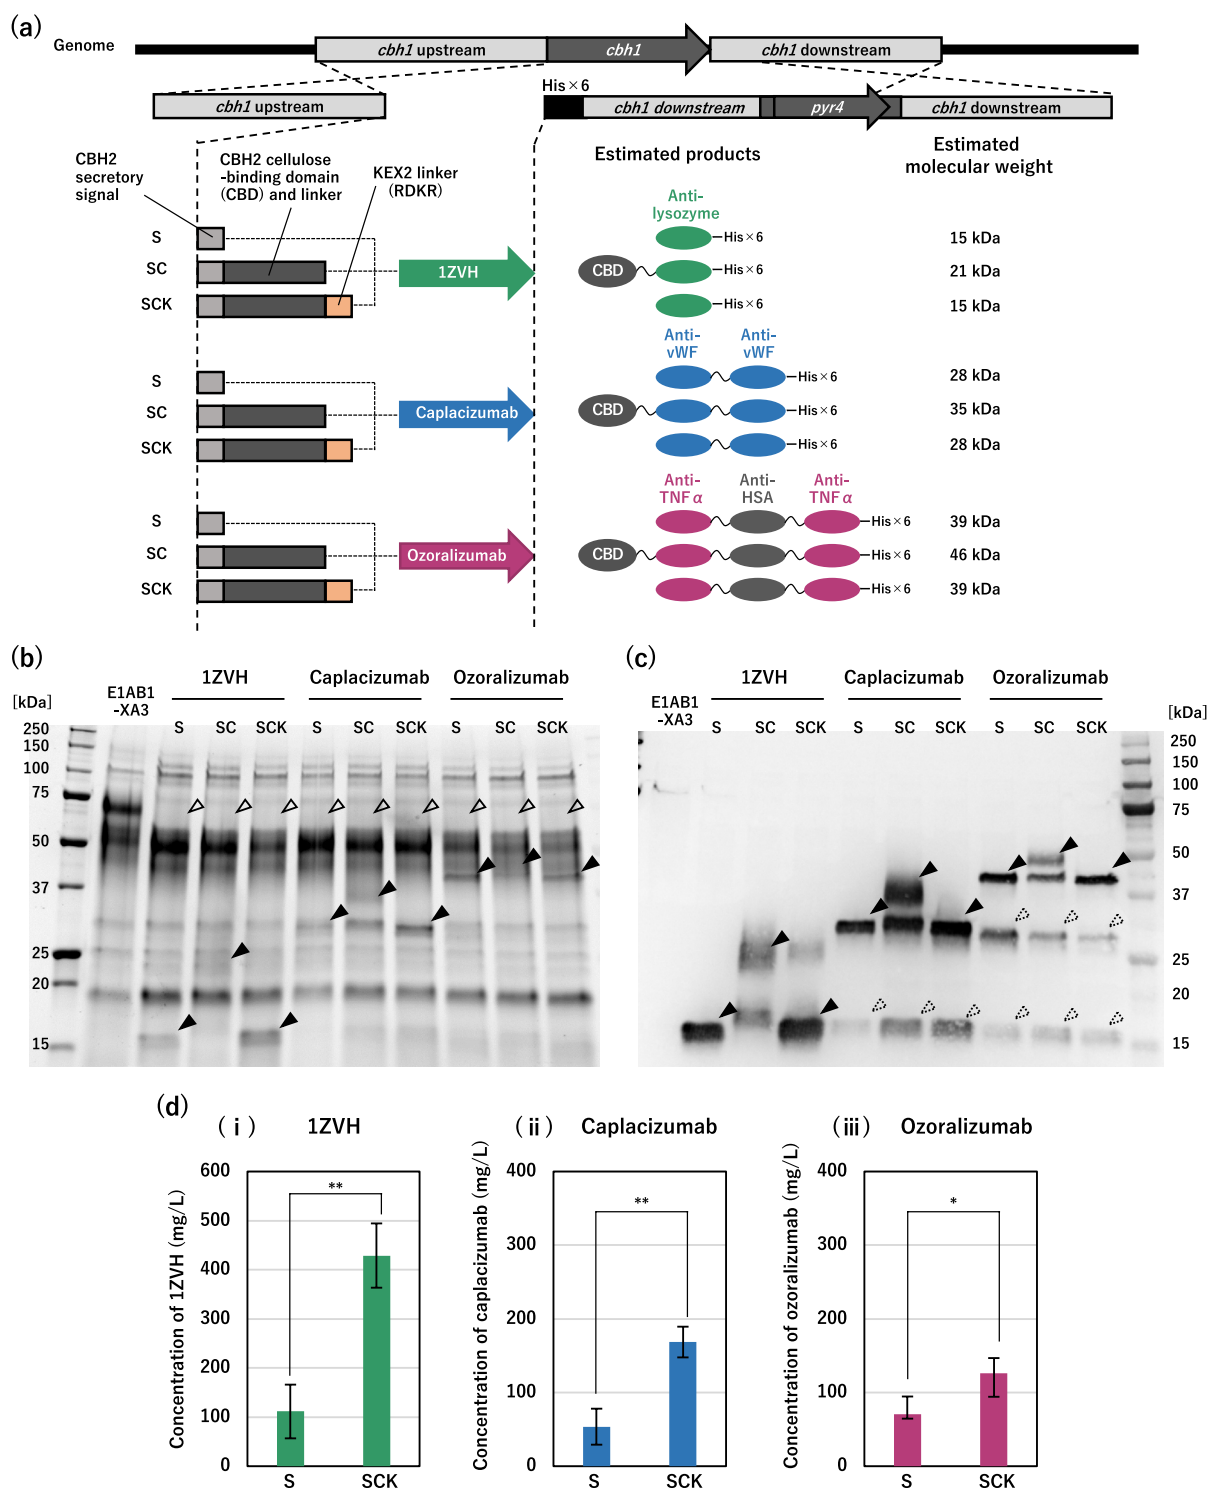 (a)
Genome
cbh1 upstream
cbh1
cbh1 downstream
His×6
cbh1 upstream
cbh1 downstream
pyr4
cbh1 downstream
CBH2
secretory
signal
CBH2 cellulose
-binding domain
(CBD) and linker
KEX2 linker
(RDKR)
Estimated products
Estimated
molecular weight
Anti-
lysozyme
S
His×6
15 kDa
SC
1ZVH
CBD
His×6
21 kDa
SCK
His×6
15 kDa
Anti-
vWF
Anti-
vWF
S
His×6
28 kDa
SC
Caplacizumab
CBD
His×6
35 kDa
SCK
His×6
28 kDa
Anti-
TNFα
Anti-
HSA
Anti-
TNFα
S
His×6
39 kDa
SC
Ozoralizumab
CBD
His×6
46 kDa
SCK
His×6
39 kDa
(b)
[kDa]
E1AB1
-XA3
1ZVH
Caplacizumab
Ozoralizumab
S SC SCK S SC SCK S SC SCK
250
150
100
75
50
37
25
20
15
(c)
E1AB1
-XA3
1ZVH
Caplacizumab
Ozoralizumab
[kDa]
S SC SCK S SC SCK S SC SCK
250
150
100
75
50
37
25
20
15
(d)
(i) 1ZVH
Concentration of 1ZVH (mg/L)
600
500
400
300
200
100
0
**
S SCK
(ii) Caplacizumab
Concentration of caplacizumab (mg/L)
400
300
200
100
0
**
S SCK
(iii) Ozoralizumab
Concentration of ozoralizumab (mg/L)
400
300
200
100
0
*
S SCK